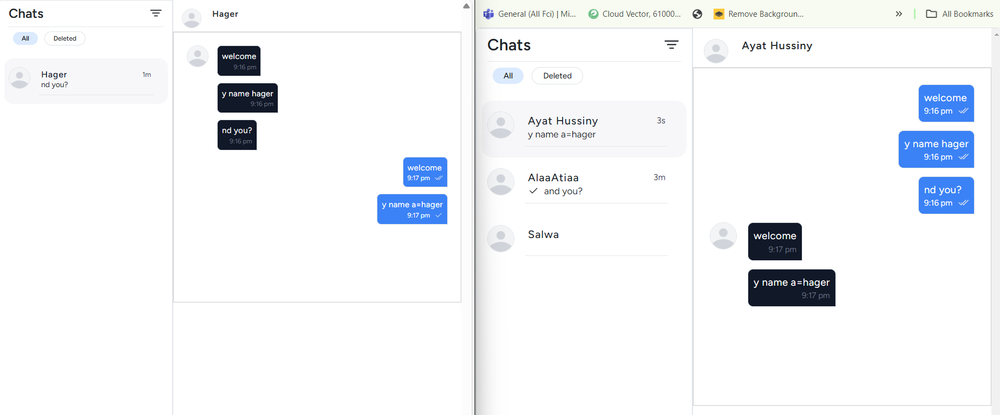 Chats
All
Deleted
Hager
1m
nd you?
Hager
welcome
9:16 pm
y name hager
9:16 pm
nd you?
9:16 pm
welcome
9:17 pm
y name a=hager
9:17 pm
General (All Fci) | Mi...
Cloud Vector, 61000...
Remove Backgroun...
All Bookmarks
Chats
All
Deleted
Ayat Hussiny
3s
y name a=hager
AlaaAtiaa
3m
and you?
Salwa
Ayat Hussiny
welcome
9:16 pm
y name hager
9:16 pm
nd you?
9:16 pm
welcome
9:17 pm
y name a=hager
9:17 pm